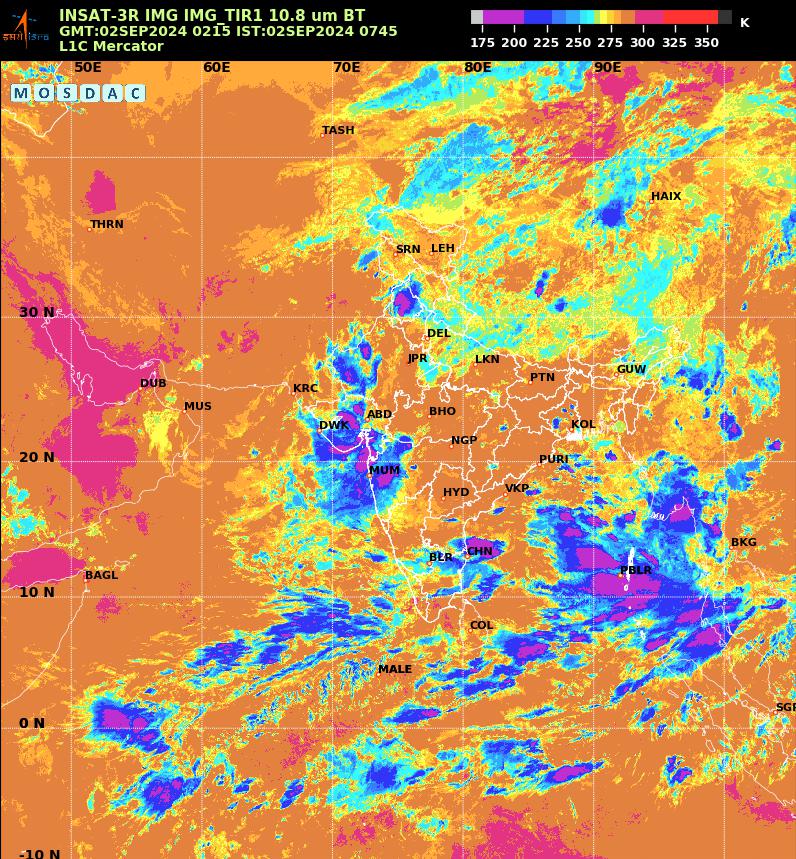 INSAT-3R IMG IMG_TIR1 10.8 um BT
GMT:02SEP2024 0215 IST:02SEP2024 0745
L1C Mercator
K
175 200 225 250 275 300 325 350
50E 60E 70E 80E 90E
MOSDAC
TASH
HAIX
THRN
SRN LEH
30 N
DEL
JPR LKN
GUW
PTN
DUB
KRC
MUS
ABD BHO
DWK KOL
NGP
20 N
PURI
MUM
HYD VKP
BKG
CHN
BLR
PBLR
BAGL
10 N
COL
MALE
SGP
0 N
-10 N